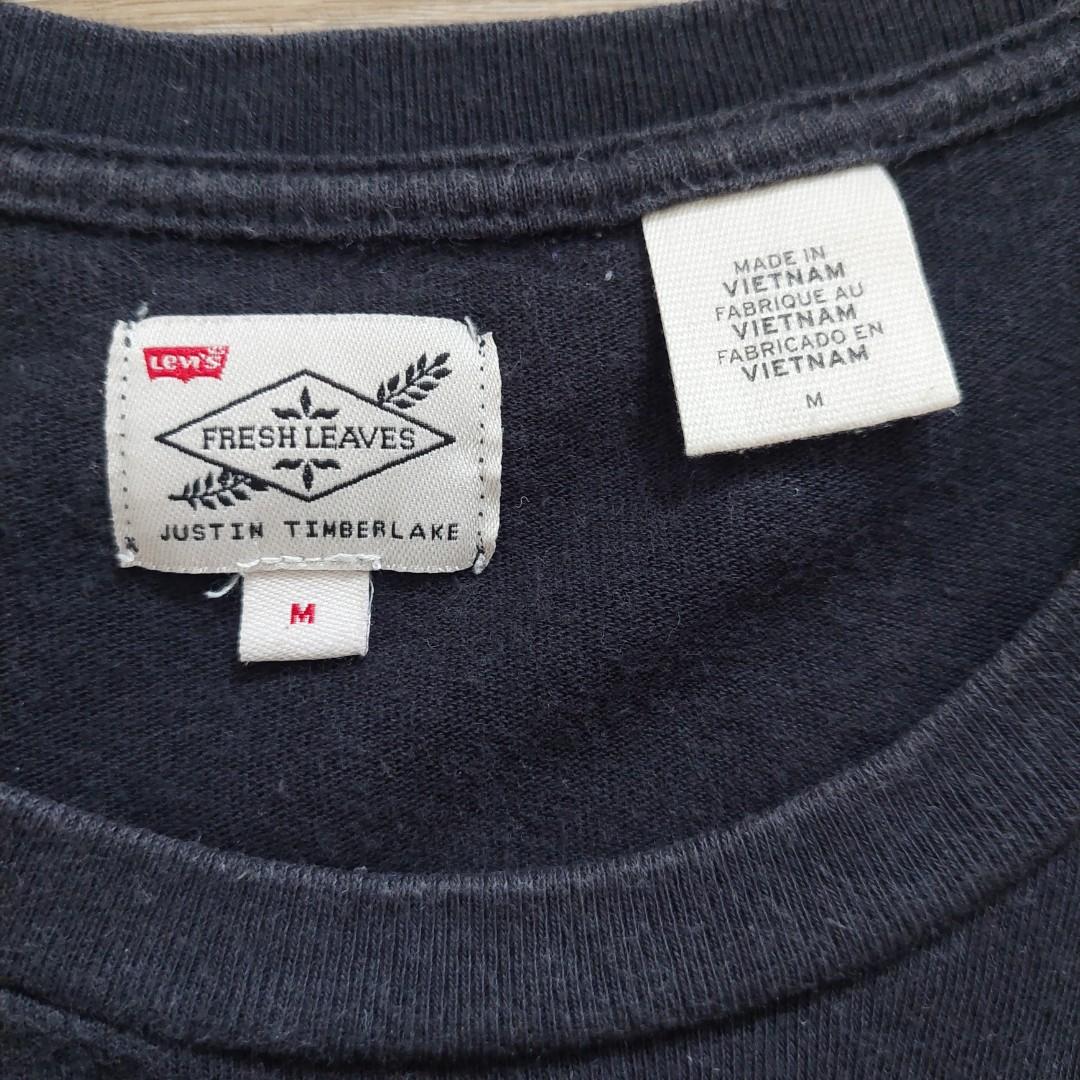 Levi's
FRESH LEAVES
JUSTIN TIMBERLAKE
M
MADE IN
VIETNAM
FABRIQUE AU
VIETNAM
FABRICADO EN
VIETNAM
M